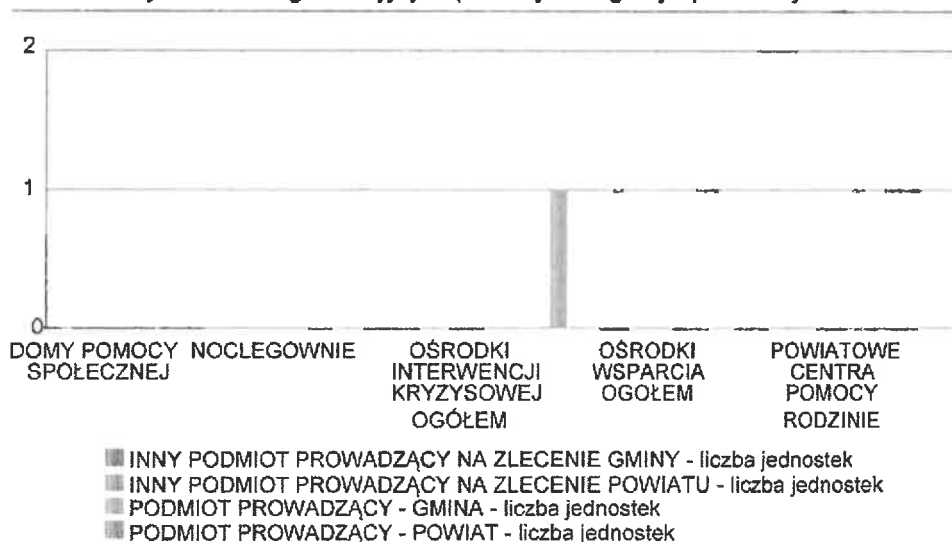 2
1
0
DOMY POMOCY SPOŁECZNEJ
NOCLEGOWNIE
OŚRODKI INTERWENCJI KRYZYSOWEJ OGÓŁEM
OŚRODKI WSPARCIA OGOŁEM
POWIATOWE CENTRA POMOCY RODZINIE
INNY PODMIOT PROWADZĄCY NA ZLECENIE GMINY - liczba jednostek
INNY PODMIOT PROWADZĄCY NA ZLECENIE POWIATU - liczba jednostek
PODMIOT PROWADZĄCY - GMINA - liczba jednostek
PODMIOT PROWADZĄCY - POWIAT - liczba jednostek